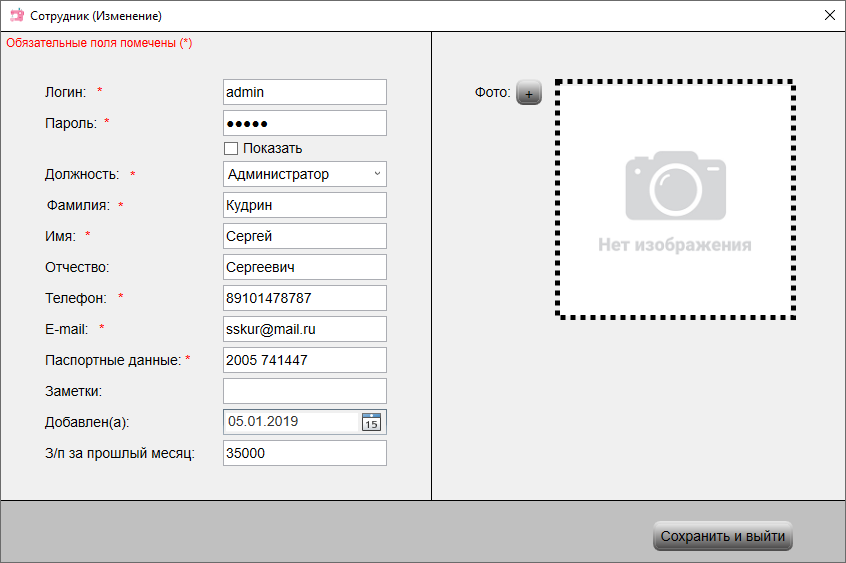 Сотрудник (Изменение)
Обязательные поля помечены (*)
Логин: * admin
Пароль: * ●●●●●
Показать
Должность: * Администратор
Фамилия: * Кудрин
Имя: * Сергей
Отчество: Сергеевич
Телефон: * 89101478787
E-mail: * sskur@mail.ru
Паспортные данные: * 2005 741447
Заметки:
Добавлен(а): 05.01.2019 15
З/п за прошлый месяц: 35000
Фото: +
Нет изображения
Сохранить и выйти